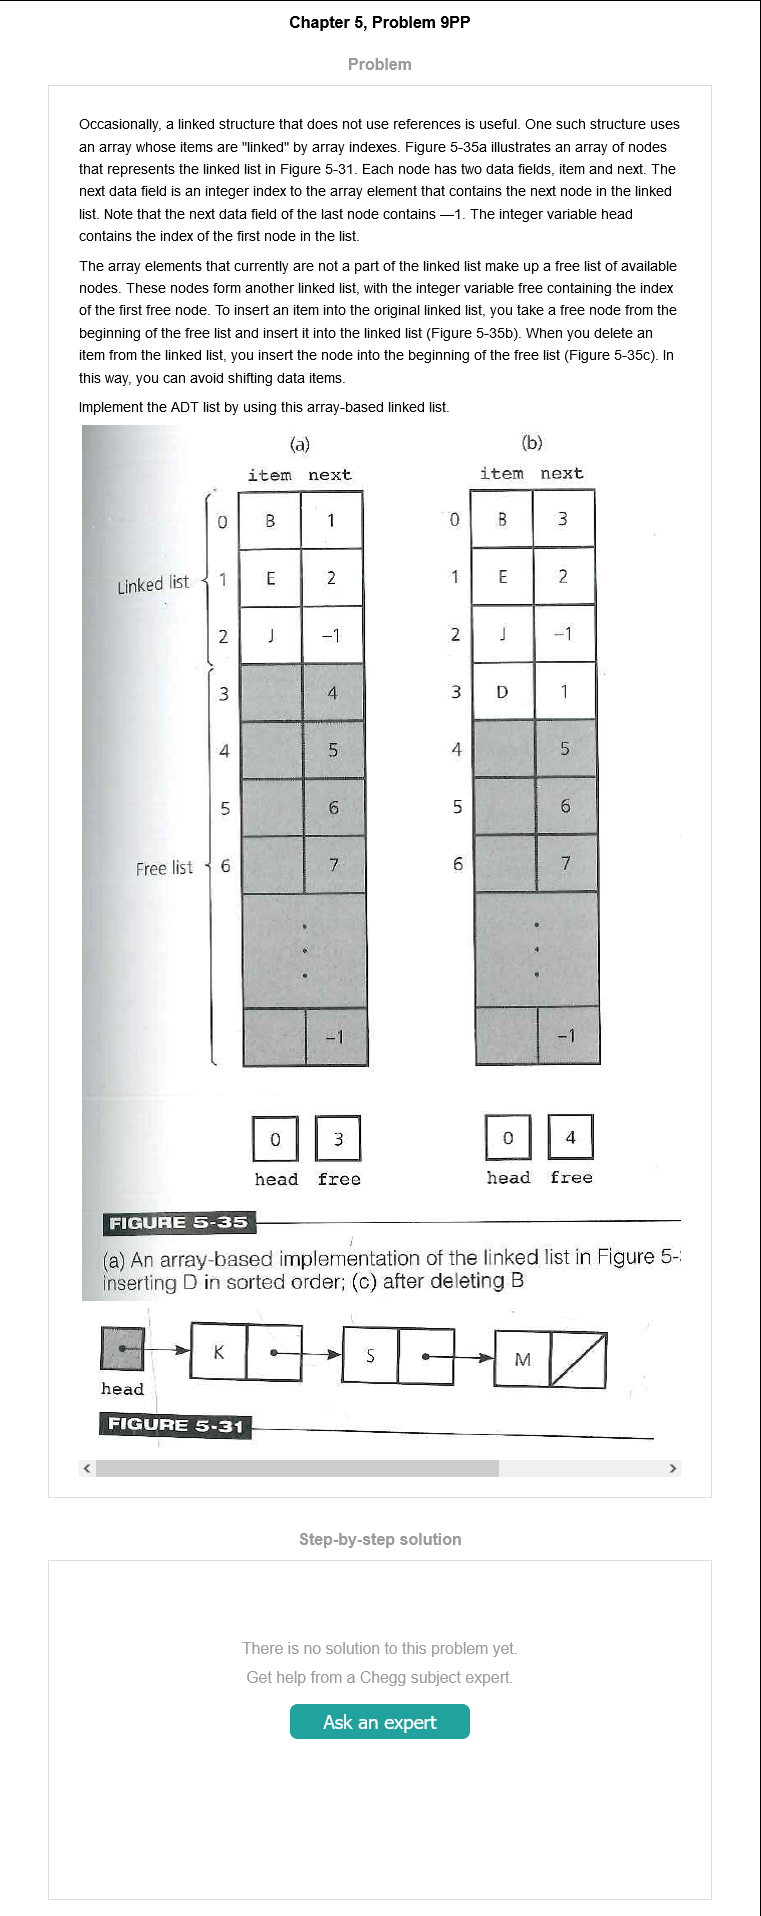 Chapter 5, Problem 9PP
Problem
Occasionally, a linked structure that does not use references is useful. One such structure uses
an array whose items are "linked" by array indexes. Figure 5-35a illustrates an array of nodes
that represents the linked list in Figure 5-31. Each node has two data fields, item and next. The
next data field is an integer index to the array element that contains the next node in the linked
list. Note that the next data field of the last node contains —1. The integer variable head
contains the index of the first node in the list.
The array elements that currently are not a part of the linked list make up a free list of available
nodes. These nodes form another linked list, with the integer variable free containing the index
of the first free node. To insert an item into the original linked list, you take a free node from the
beginning of the free list and insert it into the linked list (Figure 5-35b). When you delete an
item from the linked list, you insert the node into the beginning of the free list (Figure 5-35c). In
this way, you can avoid shifting data items.
Implement the ADT list by using this array-based linked list.
(a) (b)
item next item next
0 B 1 0 B 3
Linked list 1 E 2 1 E 2
2 J −1 2 J −1
3 4 3 D 1
4 5 4 5
5 6 5 6
Free list 6 7 6 7
−1 −1
0 3 0 4
head free head free
FIGURE 5-35
(a) An array-based implementation of the linked list in Figure 5-
inserting D in sorted order; (c) after deleting B
K S M
head
FIGURE 5-31
Step-by-step solution
There is no solution to this problem yet.
Get help from a Chegg subject expert.
Ask an expert